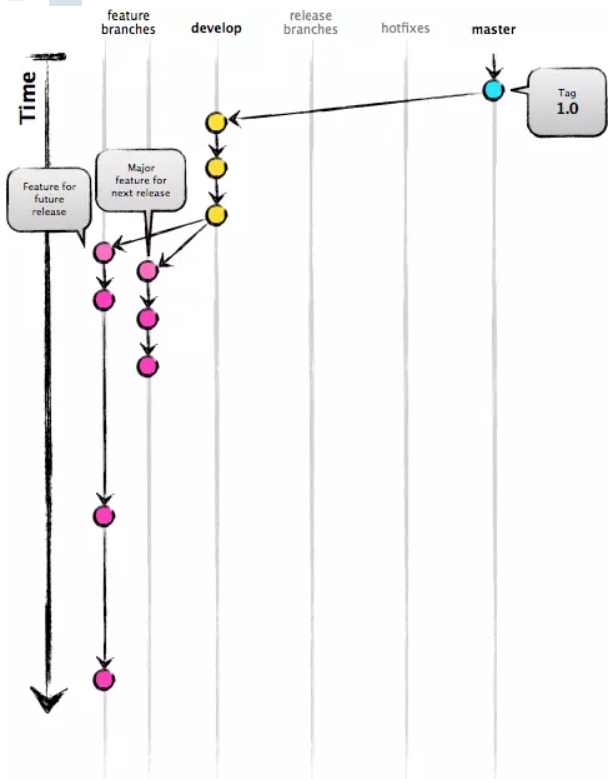 feature
branches
develop
release
branches
hotfixes
master
Time
Tag
1.0
Major
feature for
next release
Feature for
future
release